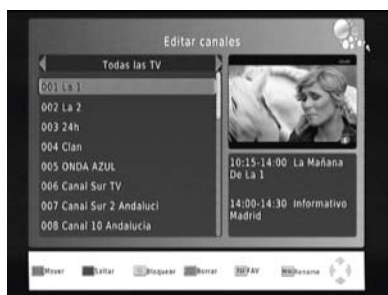 Editar canales
Todas las TV
001 La 1
002 La 2
003 24h
004 Clan
005 ONDA AZUL
006 Canal Sur TV
007 Canal Sur 2 Andaluci
008 Canal 10 Andalucia
10:15-14:00 La Mañana
De La 1
14:00-14:30 Informativo
Madrid
Mover Saltar Bloquear Borrar FAV Rename